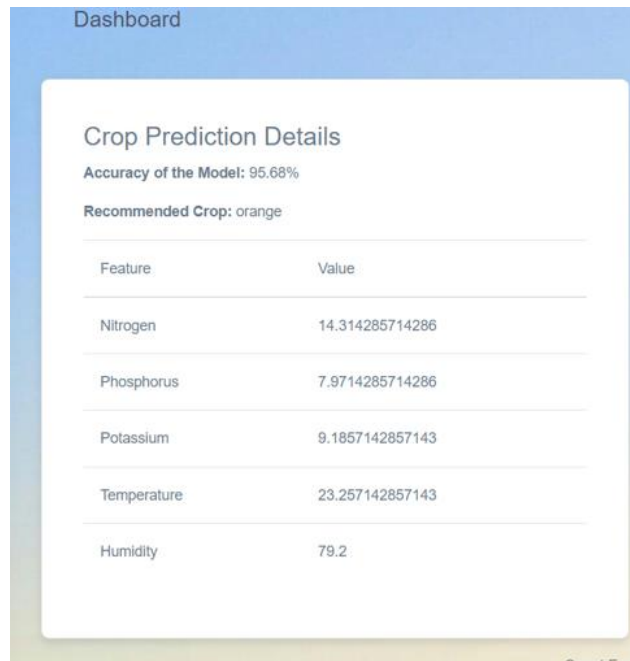 Dashboard
Crop Prediction Details
Accuracy of the Model: 95.68%
Recommended Crop: orange
Feature Value
Nitrogen 14.314285714286
Phosphorus 7.9714285714286
Potassium 9.1857142857143
Temperature 23.257142857143
Humidity 79.2